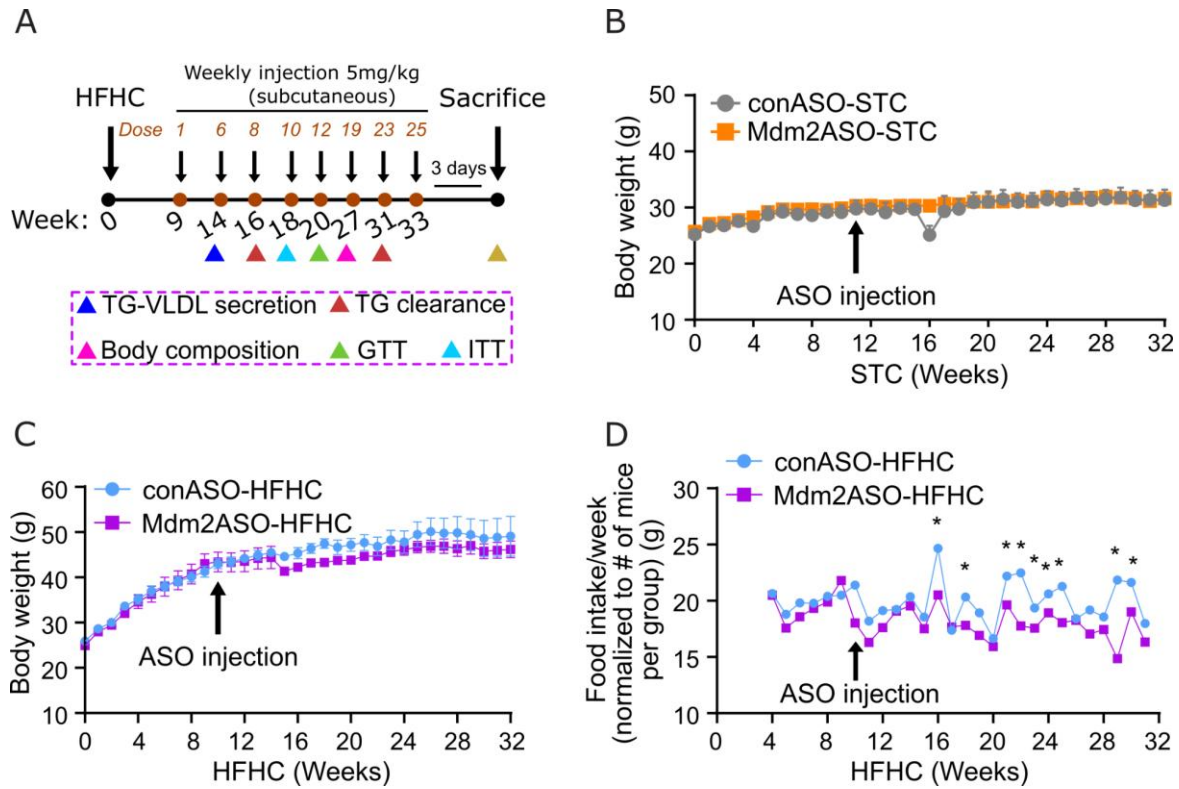 A
Weekly injection 5mg/kg
(subcutaneous)
HFHC
Sacrifice
Dose 1 6 8 10 12 19 23 25
3 days
Week: 0 9 14 16 18 20 27 31 33
TG-VLDL secretion TG clearance
Body composition GTT ITT
B
conASO-STC
Mdm2ASO-STC
Body weight (g)
50
40
30
20
10
ASO injection
0 4 8 12 16 20 24 28 32
STC (Weeks)
C
conASO-HFHC
Mdm2ASO-HFHC
Body weight (g)
60
50
40
30
20
10
ASO injection
0 4 8 12 16 20 24 28 32
HFHC (Weeks)
D
conASO-HFHC
Mdm2ASO-HFHC
Food intake/week
(normalized to # of mice
per group) (g)
30
25
20
15
10
* * * * * * * * *
ASO injection
0 4 8 12 16 20 24 28 32
HFHC (Weeks)